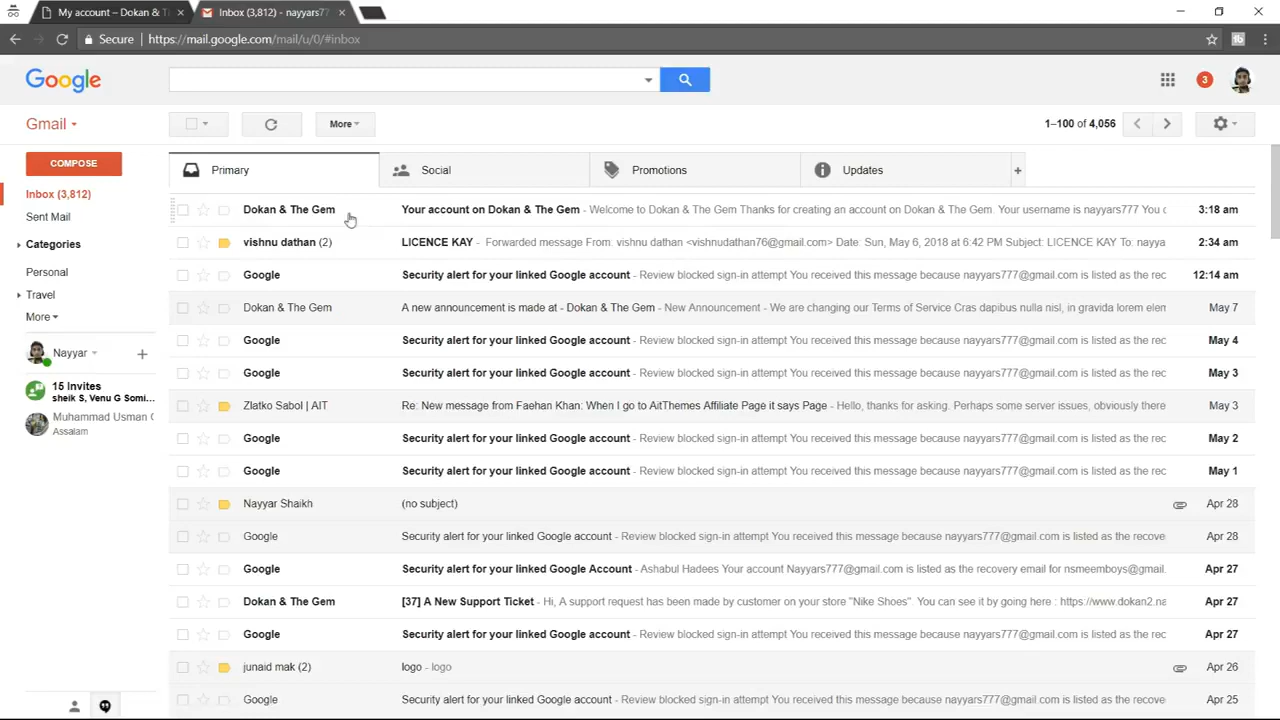 My account – Dokan & T
Inbox (3,812) - nayyars77
Secure https://mail.google.com/mail/u/0/#inbox
Google
3
Gmail
More
1–100 of 4,056
COMPOSE
Primary
Social
Promotions
Updates
Inbox (3,812)
Sent Mail
Categories
Personal
Travel
More
Nayyar
15 Invites
sheik S, Venu G Somi...
Muhammad Usman
Assalam
Dokan & The Gem Your account on Dokan & The Gem - Welcome to Dokan & The Gem Thanks for creating an account on Dokan & The Gem. Your username is nayyars777 You c 3:18 am
vishnu dathan (2) LICENCE KAY - Forwarded message From: vishnu dathan <vishnudathan76@gmail.com> Date: Sun, May 6, 2018 at 6:42 PM Subject: LICENCE KAY To: nayya 2:34 am
Google Security alert for your linked Google account - Review blocked sign-in attempt You received this message because nayyars777@gmail.com is listed as the rec 12:14 am
Dokan & The Gem A new announcement is made at - Dokan & The Gem - New Announcement - We are changing our Terms of Service Cras dapibus nulla nisl, in gravida lorem elem May 7
Google Security alert for your linked Google account - Review blocked sign-in attempt You received this message because nayyars777@gmail.com is listed as the rec May 4
Google Security alert for your linked Google account - Review blocked sign-in attempt You received this message because nayyars777@gmail.com is listed as the rec May 3
Zlatko Sabol | AIT Re: New message from Faehan Khan: When I go to AitThemes Affiliate Page it says Page - Hello, thanks for asking. Perhaps some server issues, obviously there May 3
Google Security alert for your linked Google account - Review blocked sign-in attempt You received this message because nayyars777@gmail.com is listed as the rec May 2
Google Security alert for your linked Google account - Review blocked sign-in attempt You received this message because nayyars777@gmail.com is listed as the rec May 1
Nayyar Shaikh (no subject) Apr 28
Google Security alert for your linked Google account - Review blocked sign-in attempt You received this message because nayyars777@gmail.com is listed as the recove Apr 28
Google Security alert for your linked Google Account - Ashabul Hadees Your account Nayyars777@gmail.com is listed as the recovery email for nsmeemboys@gmail. Apr 27
Dokan & The Gem [37] A New Support Ticket - Hi, A support request has been made by customer on your store "Nike Shoes". You can see it by going here : https://www.dokan2.na Apr 27
Google Security alert for your linked Google account - Review blocked sign-in attempt You received this message because nayyars777@gmail.com is listed as the rec Apr 27
junaid mak (2) logo - logo Apr 26
Google Security alert for your linked Google account - Review blocked sign-in attempt You received this message because nayyars777@gmail.com is listed as the recove Apr 25